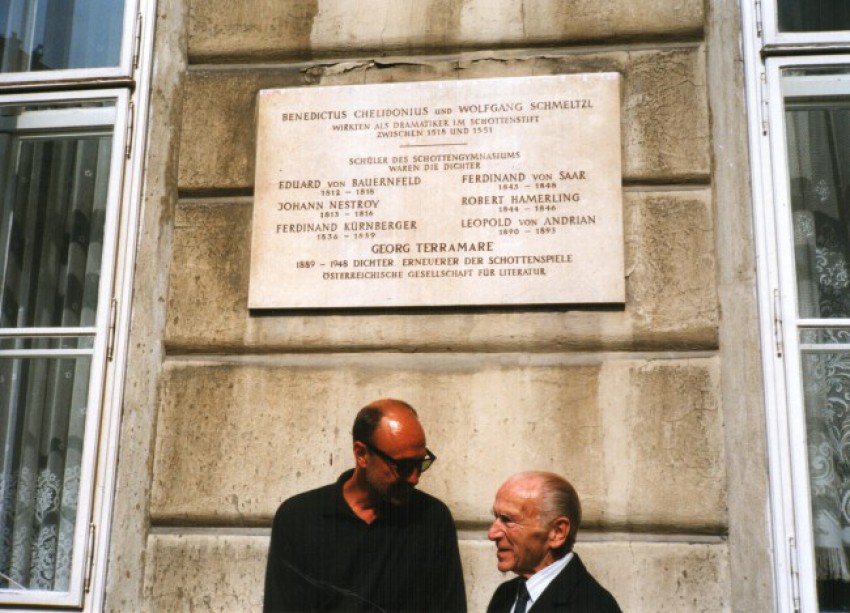 BENEDICTUS CHELIDONIUS UND WOLFGANG SCHMELTZL
WIRKTEN ALS DRAMATIKER IM SCHOTTENSTIFT
ZWISCHEN 1518 UND 1551
SCHÜLER DES SCHOTTENGYMNASIUMS
WAREN DIE DICHTER
EDUARD VON BAUERNFELD
1812 – 1818
JOHANN NESTROY
1813 – 1816
FERDINAND KÜRNBERGER
1836 – 1839
FERDINAND VON SAAR
1843 – 1848
ROBERT HAMERLING
1844 – 1846
LEOPOLD VON ANDRIAN
1890 – 1893
GEORG TERRAMARE
1889 – 1948 DICHTER ERNEUERER DER SCHOTTENSPIELE
ÖSTERREICHISCHE GESELLSCHAFT FÜR LITERATUR